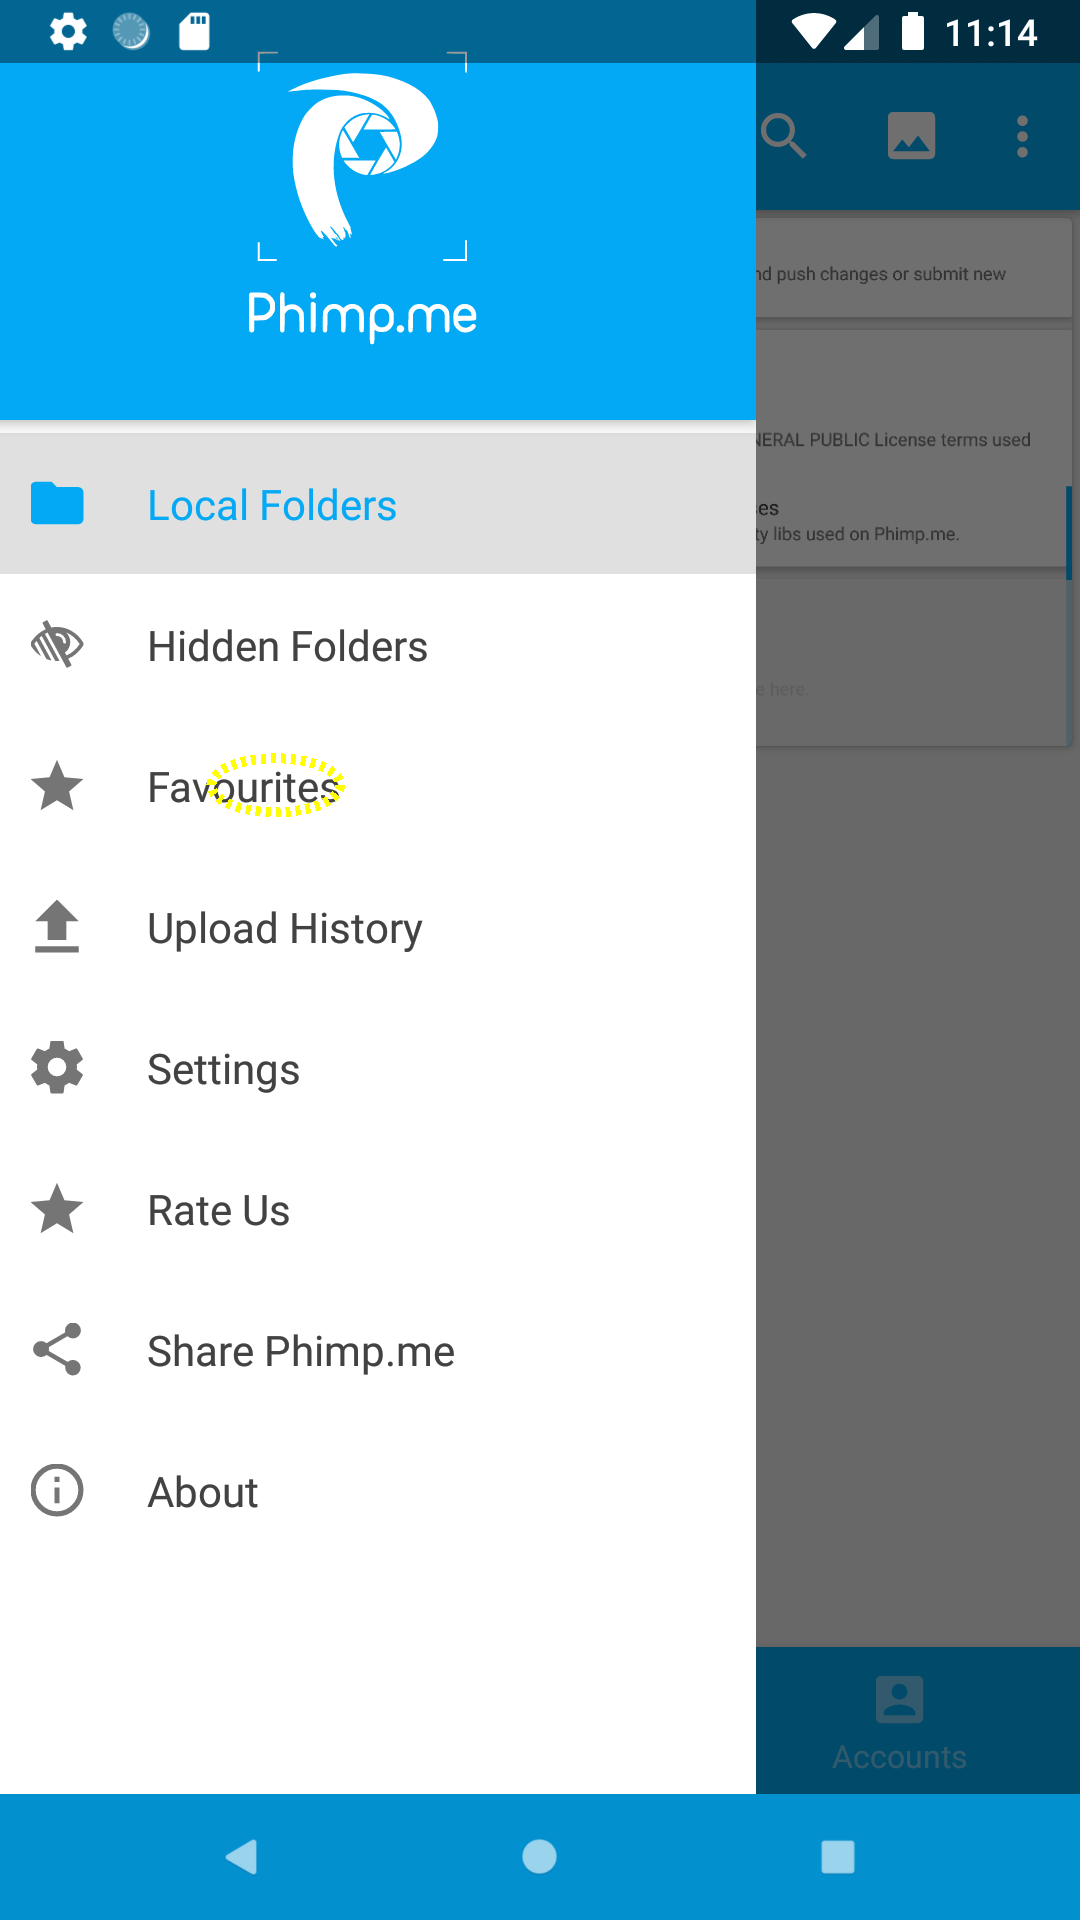 11:14
Phimp.me
nd push changes or submit new
NERAL PUBLIC License terms used
Local Folders
ses
ty libs used on Phimp.me.
Hidden Folders
e here.
Favourites
Upload History
Settings
Rate Us
Share Phimp.me
About
Accounts